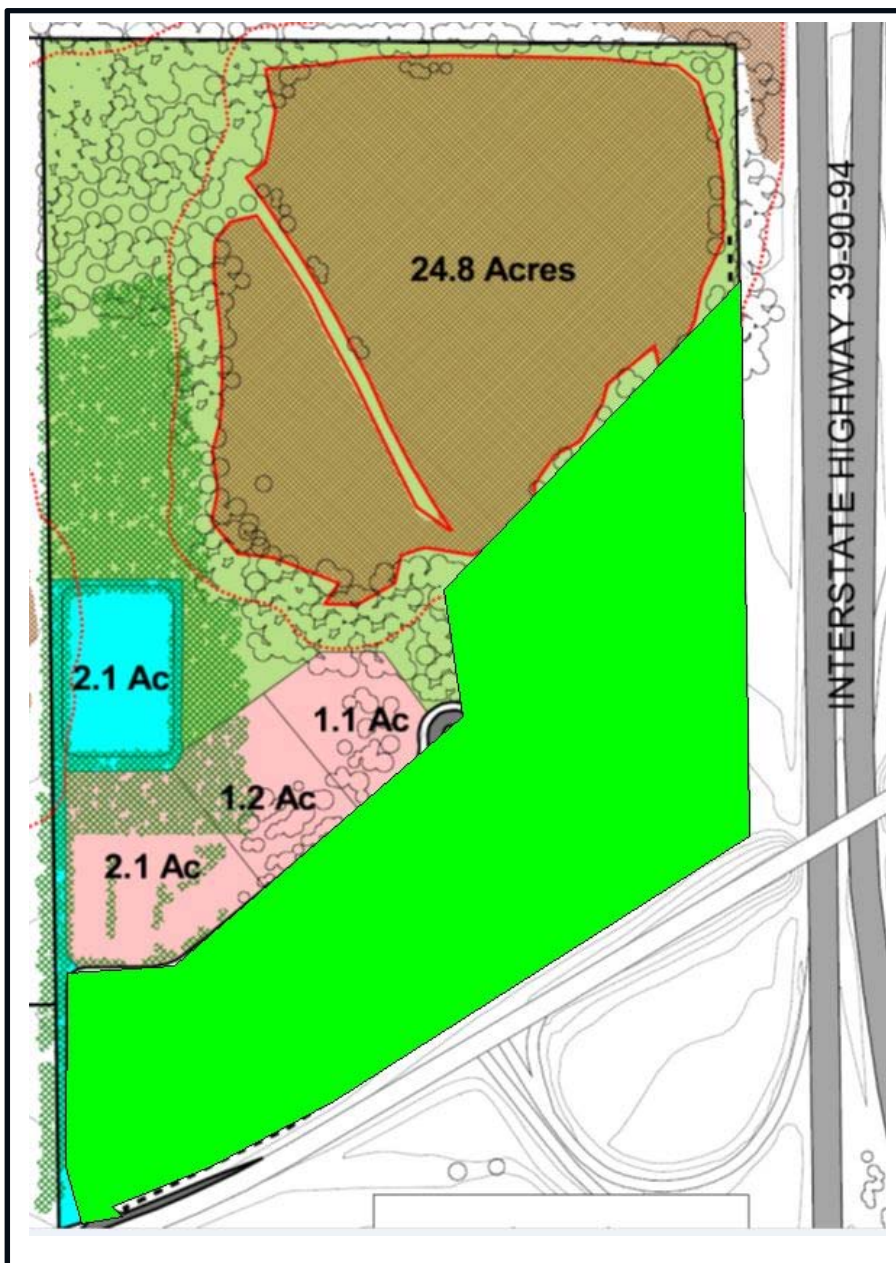 24.8 Acres
INTERSTATE HIGHWAY 39-90-94
2.1 Ac
1.1 Ac
1.2 Ac
2.1 Ac